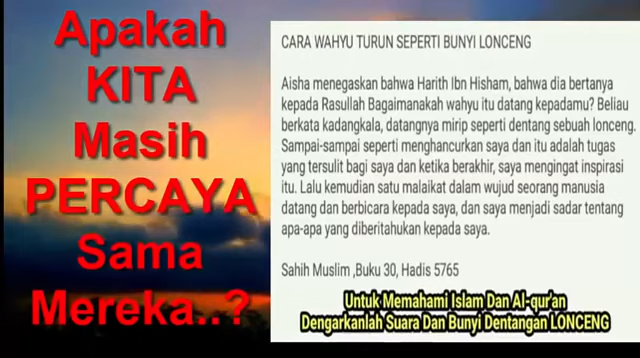 Apakah
KITA
Masih
PERCAYA
Sama
Mereka..?
CARA WAHYU TURUN SEPERTI BUNYI LONCENG
Aisha menegaskan bahwa Harith Ibn Hisham, bahwa dia bertanya
kepada Rasullah Bagaimanakah wahyu itu datang kepadamu? Beliau
berkata kadangkala, datangnya mirip seperti dentang sebuah lonceng.
Sampai-sampai seperti menghancurkan saya dan itu adalah tugas
yang tersulit bagi saya dan ketika berakhir, saya mengingat inspirasi
itu. Lalu kemudian satu malaikat dalam wujud seorang manusia
datang dan berbicara kepada saya, dan saya menjadi sadar tentang
apa-apa yang diberitahukan kepada saya.
Sahih Muslim ,Buku 30, Hadis 5765
Untuk Memahami Islam Dan Al-qur'an
Dengarkanlah Suara Dan Bunyi Dentangan LONCENG